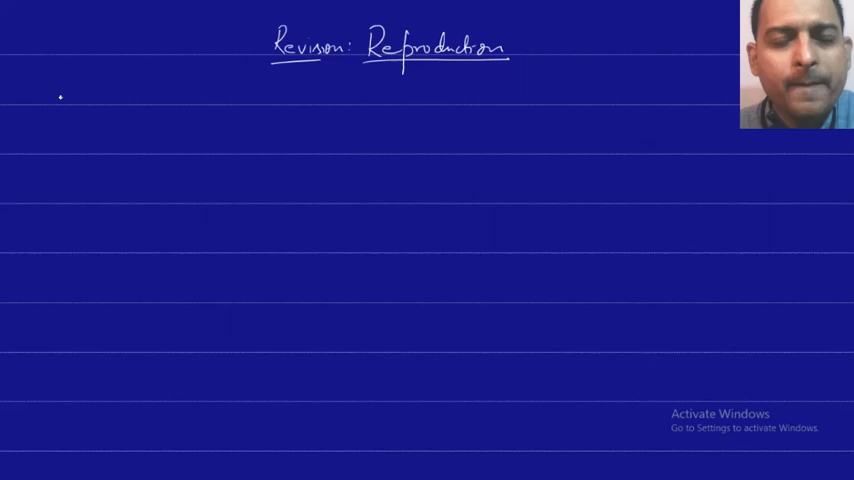 Revision: Reproduction
Activate Windows
Go to Settings to activate Windows.